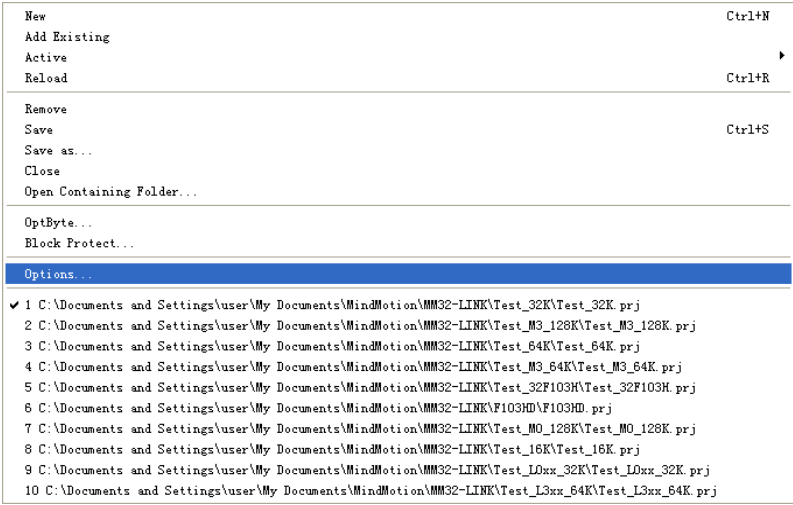 New Ctrl+N
Add Existing
Active
Reload Ctrl+R
Remove
Save Ctrl+S
Save as...
Close
Open Containing Folder...
OptByte...
Block Protect...
Options...
1 C:\Documents and Settings\user\My Documents\MindMotion\MM32-LINK\Test_32K\Test_32K.prj
2 C:\Documents and Settings\user\My Documents\MindMotion\MM32-LINK\Test_M3_128K\Test_M3_128K.prj
3 C:\Documents and Settings\user\My Documents\MindMotion\MM32-LINK\Test_64K\Test_64K.prj
4 C:\Documents and Settings\user\My Documents\MindMotion\MM32-LINK\Test_M3_64K\Test_M3_64K.prj
5 C:\Documents and Settings\user\My Documents\MindMotion\MM32-LINK\Test_32F103H\Test_32F103H.prj
6 C:\Documents and Settings\user\My Documents\MindMotion\MM32-LINK\F103HD\F103HD.prj
7 C:\Documents and Settings\user\My Documents\MindMotion\MM32-LINK\Test_M0_128K\Test_M0_128K.prj
8 C:\Documents and Settings\user\My Documents\MindMotion\MM32-LINK\Test_16K\Test_16K.prj
9 C:\Documents and Settings\user\My Documents\MindMotion\MM32-LINK\Test_L0xx_32K\Test_L0xx_32K.prj
10 C:\Documents and Settings\user\My Documents\MindMotion\MM32-LINK\Test_L3xx_64K\Test_L3xx_64K.prj